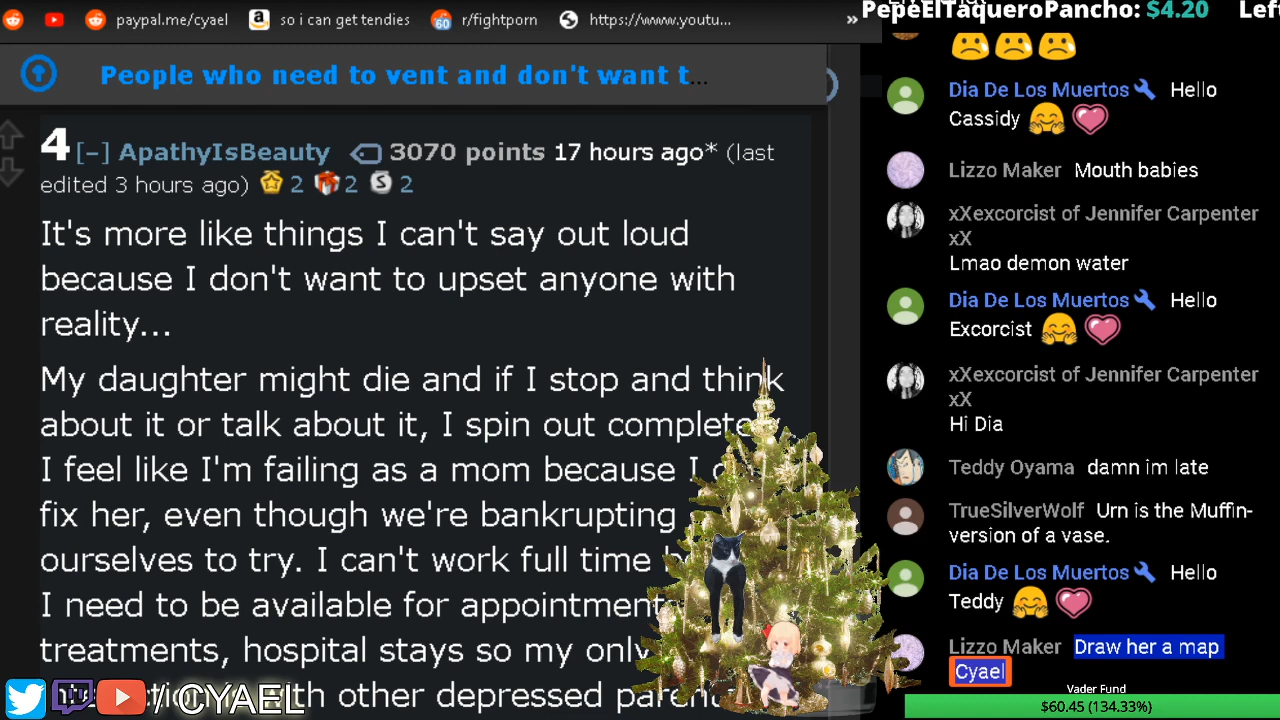 paypal.me/cyael so i can get tendies r/fightporn https://www.youtu... »
People who need to vent and don't want t...
4 [–] ApathyIsBeauty 3070 points 17 hours ago* (last
edited 3 hours ago) 2 2 S 2
It's more like things I can't say out loud
because I don't want to upset anyone with
reality...
My daughter might die and if I stop and think
about it or talk about it, I spin out
I feel like I'm failing as a mom because I
fix her, even though we're bankrupting
ourselves to try. I can't work full time
I need to be available for
treatments, hospital stays so my only
with other depressed
/ CYAEL
PepeElTaqueroPancho: $4.20 Left
Dia De Los Muertos Hello
Cassidy
Lizzo Maker Mouth babies
xXexcorcist of Jennifer Carpenter
xX
Lmao demon water
Dia De Los Muertos Hello
Excorcist
xXexcorcist of Jennifer Carpenter
xX
Hi Dia
Teddy Oyama damn im late
TrueSilverWolf Urn is the Muffin-
version of a vase.
Dia De Los Muertos Hello
Teddy
Lizzo Maker Draw her a map
Cyael
Vader Fund
$60.45 (134.33%)